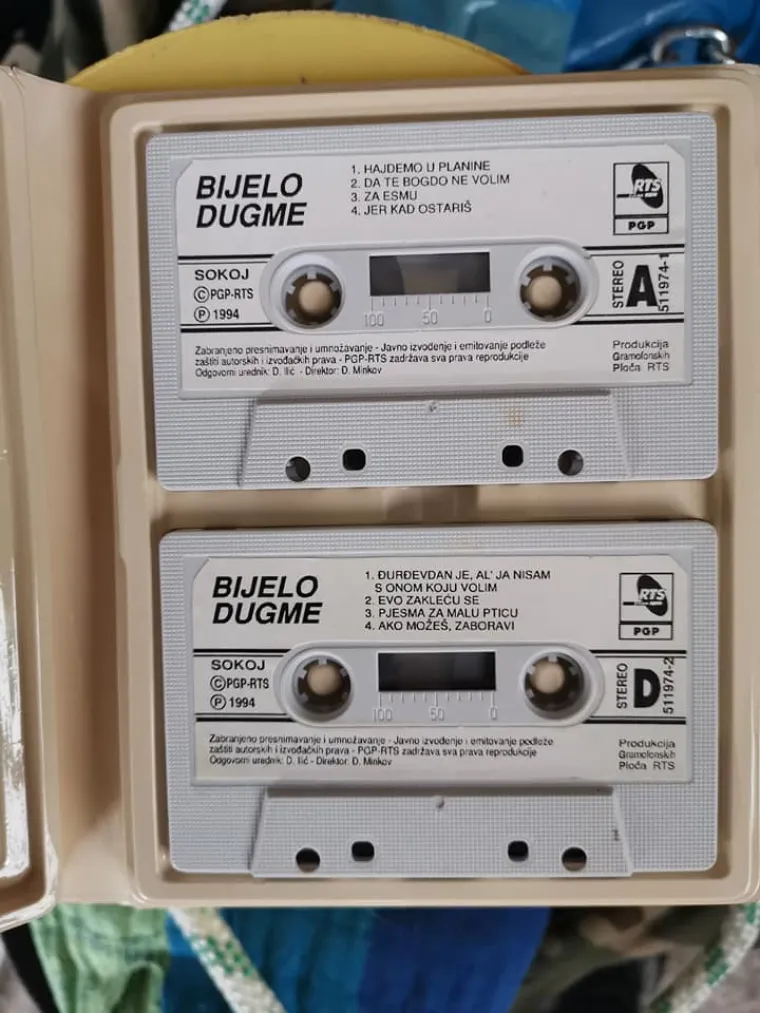 BIJELO
DUGME
1. HAJDEMO U PLANINE
2. DA TE BOGDO NE VOLIM
3. ZA ESMU
4. JER KAD OSTARIŠ
RTS
PGP
SOKOJ
Ⓒ PGP-RTS
Ⓟ 1994
100 50 0
STEREO A 511974-1
Zabranjeno presnimavanje i umnožavanje - Javno izvođenje i emitovanje podleže
zaštiti autorskih i izvođačkih prava - PGP-RTS zadržava sva prava reprodukcije
Odgovorni urednik: D. Ilić - Direktor: D. Minkov
Produkcija
Gramofonskih
Ploča RTS
BIJELO
DUGME
1. ĐURĐEVDAN JE, AL' JA NISAM
S ONOM KOJU VOLIM
2. EVO ZAKLEĆU SE
3. PJESMA ZA MALU PTICU
4. AKO MOŽEŠ, ZABORAVI
RTS
PGP
SOKOJ
Ⓒ PGP-RTS
Ⓟ 1994
100 50 0
STEREO D 511974-2
Zabranjeno presnimavanje i umnožavanje - Javno izvođenje i emitovanje podleže
zaštiti autorskih i izvođačkih prava - PGP-RTS zadržava sva prava reprodukcije
Odgovorni urednik: D. Ilić - Direktor: D. Minkov
Produkcija
Gramofonskih
Ploča RTS
1